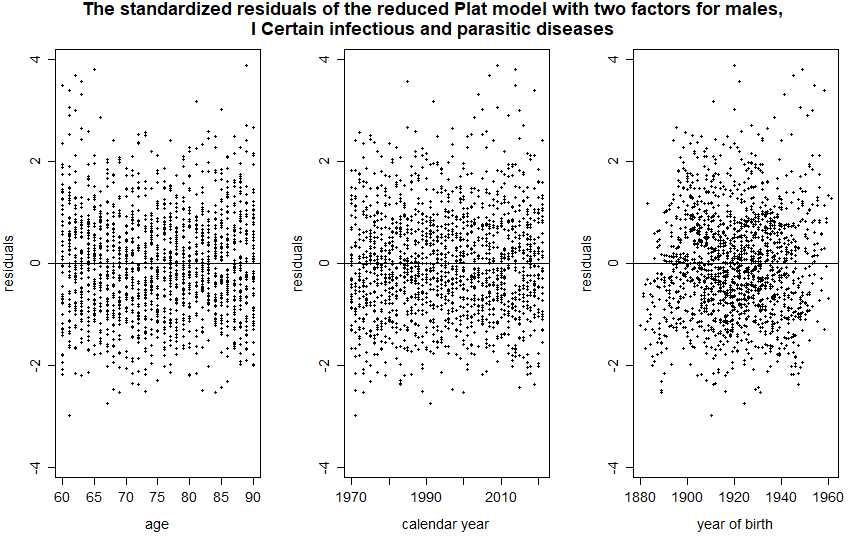 The standardized residuals of the reduced Plat model with two factors for males,
I Certain infectious and parasitic diseases
residuals
4
2
0
-2
-4
60 65 70 75 80 85 90
age
residuals
4
2
0
-2
-4
1970 1990 2010
calendar year
residuals
4
2
0
-2
-4
1880 1900 1920 1940 1960
year of birth